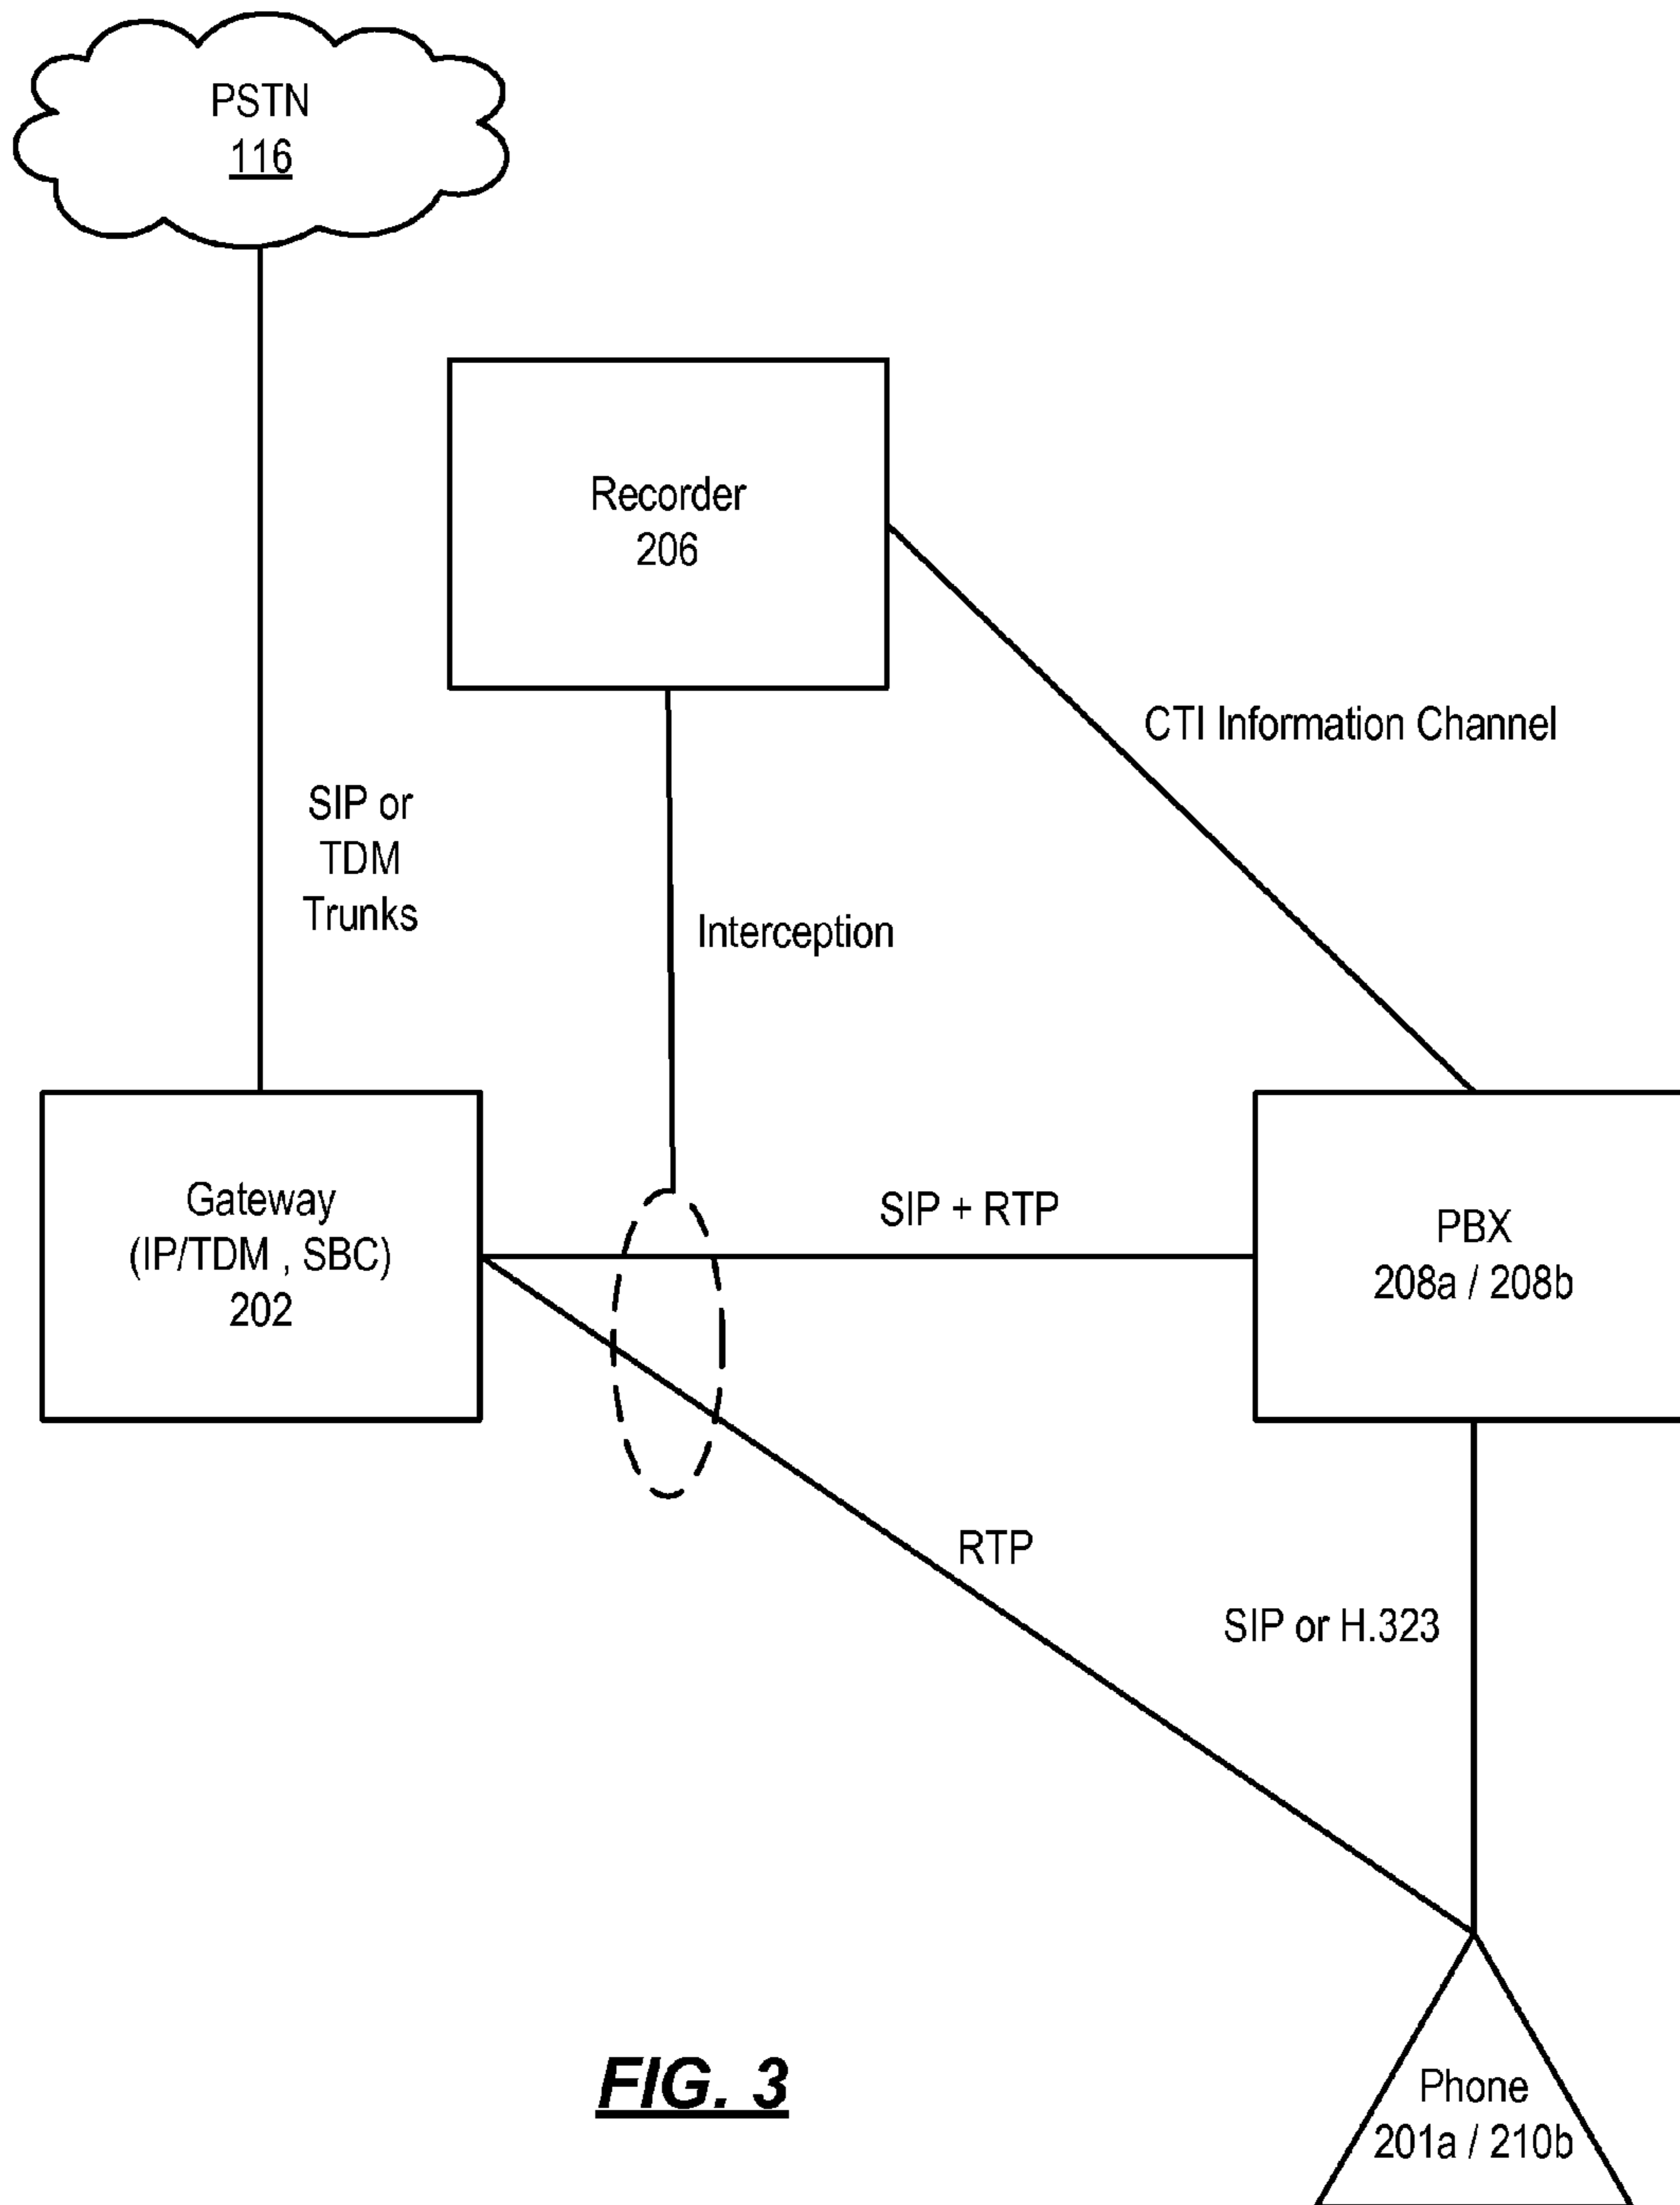 PSTN
116
Recorder
206
CTI Information Channel
SIP or
TDM
Trunks
Interception
Gateway
(IP/TDM , SBC)
202
SIP + RTP
PBX
208a / 208b
RTP
SIP or H.323
FIG. 3
Phone
201a / 210b